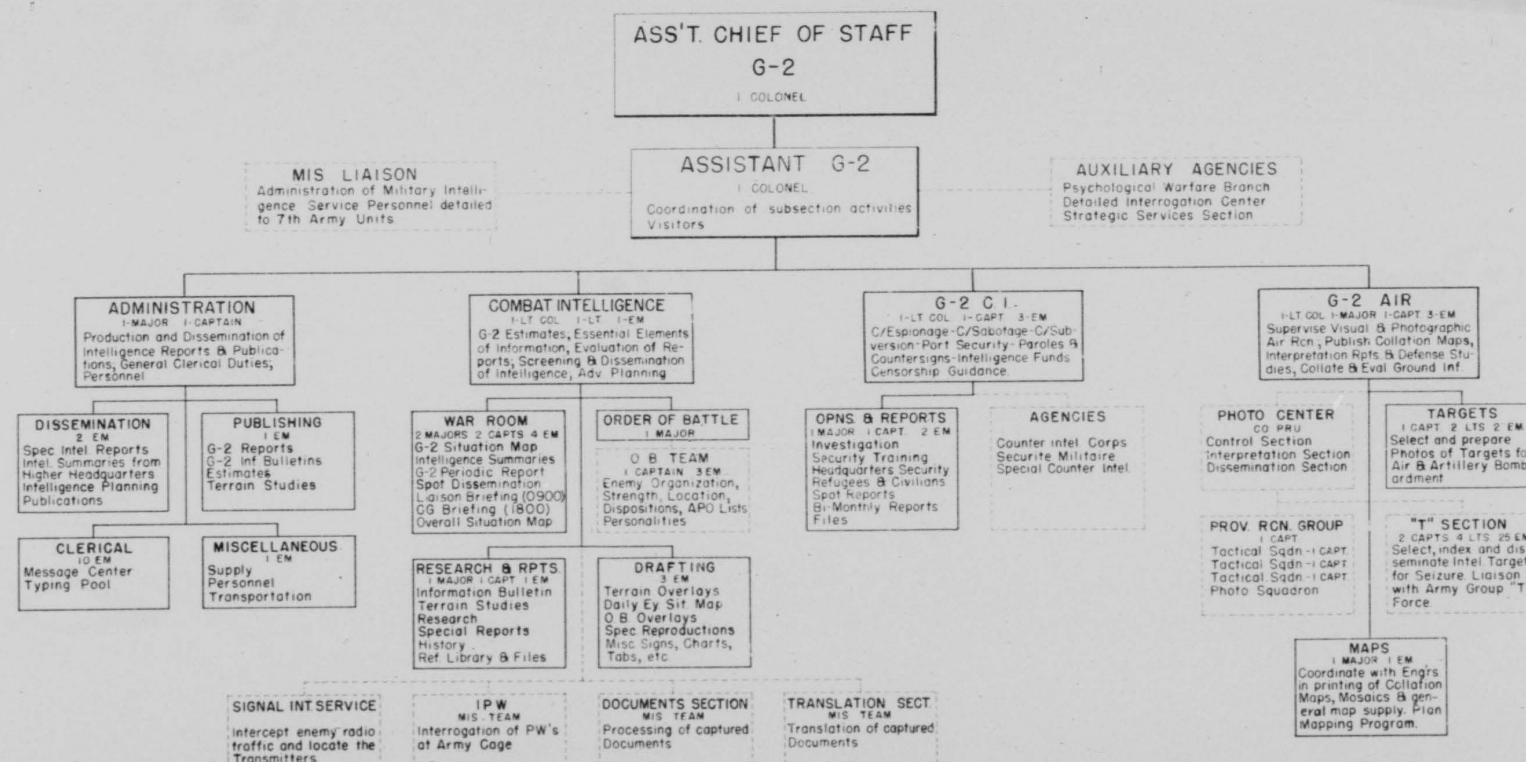 ASS'T. CHIEF OF STAFF
G-2
1 COLONEL
ASSISTANT G-2
1 COLONEL
Coordination of subsection activities
Visitors
MIS LIAISON
Administration of Military Intelli-
gence Service Personnel detailed
to 7th Army Units
AUXILIARY AGENCIES
Psychological Warfare Branch
Detailed Interrogation Center
Strategic Services Section
ADMINISTRATION
1-MAJOR 1-CAPTAIN
Production and Dissemination of
Intelligence Reports & Publica-
tions, General Clerical Duties,
Personnel
DISSEMINATION
2 EM
Spec Intel Reports
Intel. Summaries from
Higher Headquarters
Intelligence Planning
Publications
PUBLISHING
1 EM
G-2 Reports
G-2 Inf Bulletins
Estimates
Terrain Studies
CLERICAL
10 EM
Message Center
Typing Pool
MISCELLANEOUS
1 EM
Supply
Personnel
Transportation
COMBAT INTELLIGENCE
1-LT COL 1-LT 1-EM
G-2 Estimates, Essential Elements
of Information, Evaluation of Re-
ports, Screening & Dissemination
of Intelligence, Adv Planning
WAR ROOM
2 MAJORS 2 CAPTS 4 EM
G-2 Situation Map
Intelligence Summaries
G-2 Periodic Report
Spot Dissemination
Liaison Briefing (0900)
CG Briefing (1800)
Overall Situation Map
ORDER OF BATTLE
1 MAJOR
O B TEAM
1 CAPTAIN 3 EM
Enemy Organization,
Strength, Location,
Dispositions, APO Lists
Personalities
RESEARCH & RPTS.
1 MAJOR 1 CAPT 1 EM
Information Bulletin
Terrain Studies
Research
Special Reports
History
Ref. Library & Files
DRAFTING
3 EM
Terrain Overlays
Daily Ey Sit. Map
O B Overlays
Spec Reproductions
Misc Signs, Charts,
Tabs, etc
SIGNAL INT. SERVICE
Intercept enemy radio
traffic and locate the
Transmitters
IPW
MIS TEAM
Interrogation of PW's
at Army Cage
DOCUMENTS SECTION
MIS TEAM
Processing of captured
Documents
TRANSLATION SECT
MIS TEAM
Translation of captured
Documents
G-2 C.I.
1-LT COL 1-CAPT 3-EM
C/Espionage-C/Sabotage-C/Sub-
version-Port Security-Paroles &
Countersigns-Intelligence Funds
Censorship Guidance.
OPNS. & REPORTS
1 MAJOR 1 CAPT. 2 EM
Investigation
Security Training
Headquarters Security
Refugees & Civilians
Spot Reports
Bi-Monthly Reports
Files
AGENCIES
Counter Intel Corps
Securite Militaire
Special Counter Intel.
G-2 AIR
1-LT COL 1-MAJOR 1-CAPT 3-EM
Supervise Visual & Photographic
Air Rcn, Publish Collation Maps,
Interpretation Rpts & Defense Stu-
dies, Collate & Eval Ground Inf.
PHOTO CENTER
CO PRU
Control Section
Interpretation Section
Dissemination Section
TARGETS
1 CAPT 2 LTS 2 EM
Select and prepare
Photos of Targets fo
Air & Artillery Bomb
ardment
PROV. RCN. GROUP
1 CAPT
Tactical Sqdn-1 CAPT
Tactical Sqdn-1 CAPT
Tactical Sqdn-1 CAPT
Photo Squadron
"T" SECTION
2 CAPTS 4 LTS 25 EM
Select, index and dis
seminate Intel Target
for Seizure. Liaison
with Army Group "T
Force
MAPS
1 MAJOR 1 EM
Coordinate with Engrs
in printing of Collation
Maps, Mosaics & gen-
eral map supply. Plan
Mapping Program.